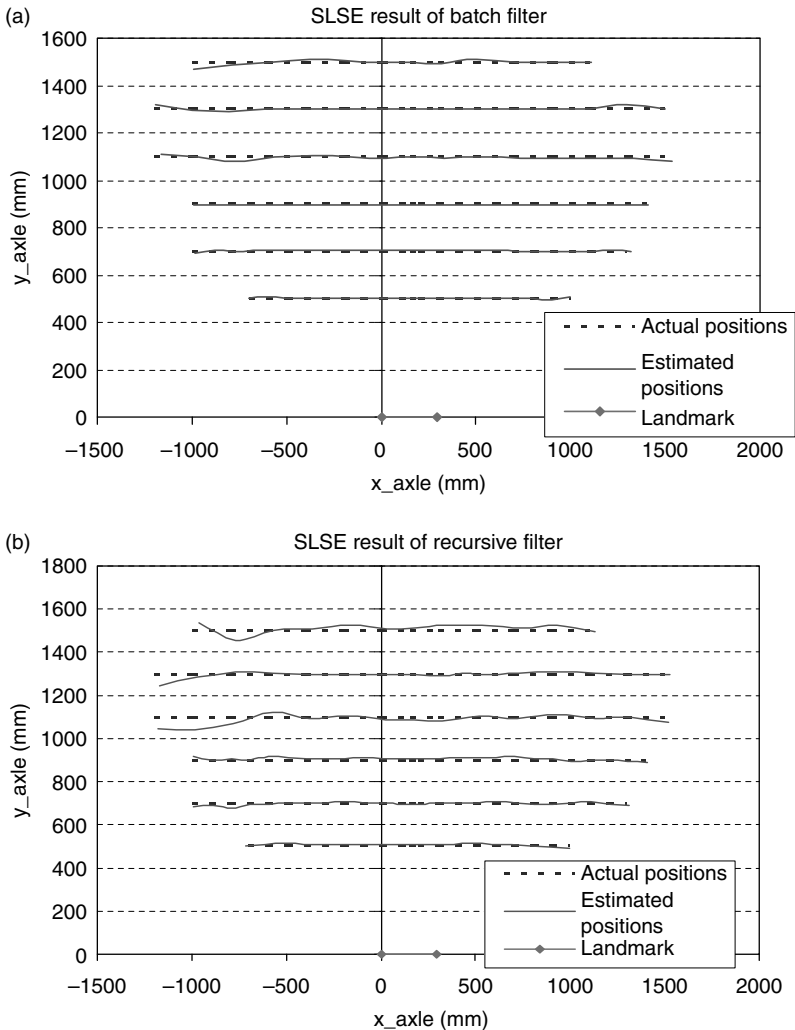 (a)
SLSE result of batch filter
1600
1400
1200
1000
800
600
400
200
0
y_axle (mm)
–1500
–1000
–500
0
500
1000
1500
2000
x_axle (mm)
Actual positions
Estimated
positions
Landmark
(b)
SLSE result of recursive filter
1800
1600
1400
1200
1000
800
600
400
200
0
y_axle (mm)
–1500
–1000
–500
0
500
1000
1500
2000
x_axle (mm)
Actual positions
Estimated
positions
Landmark